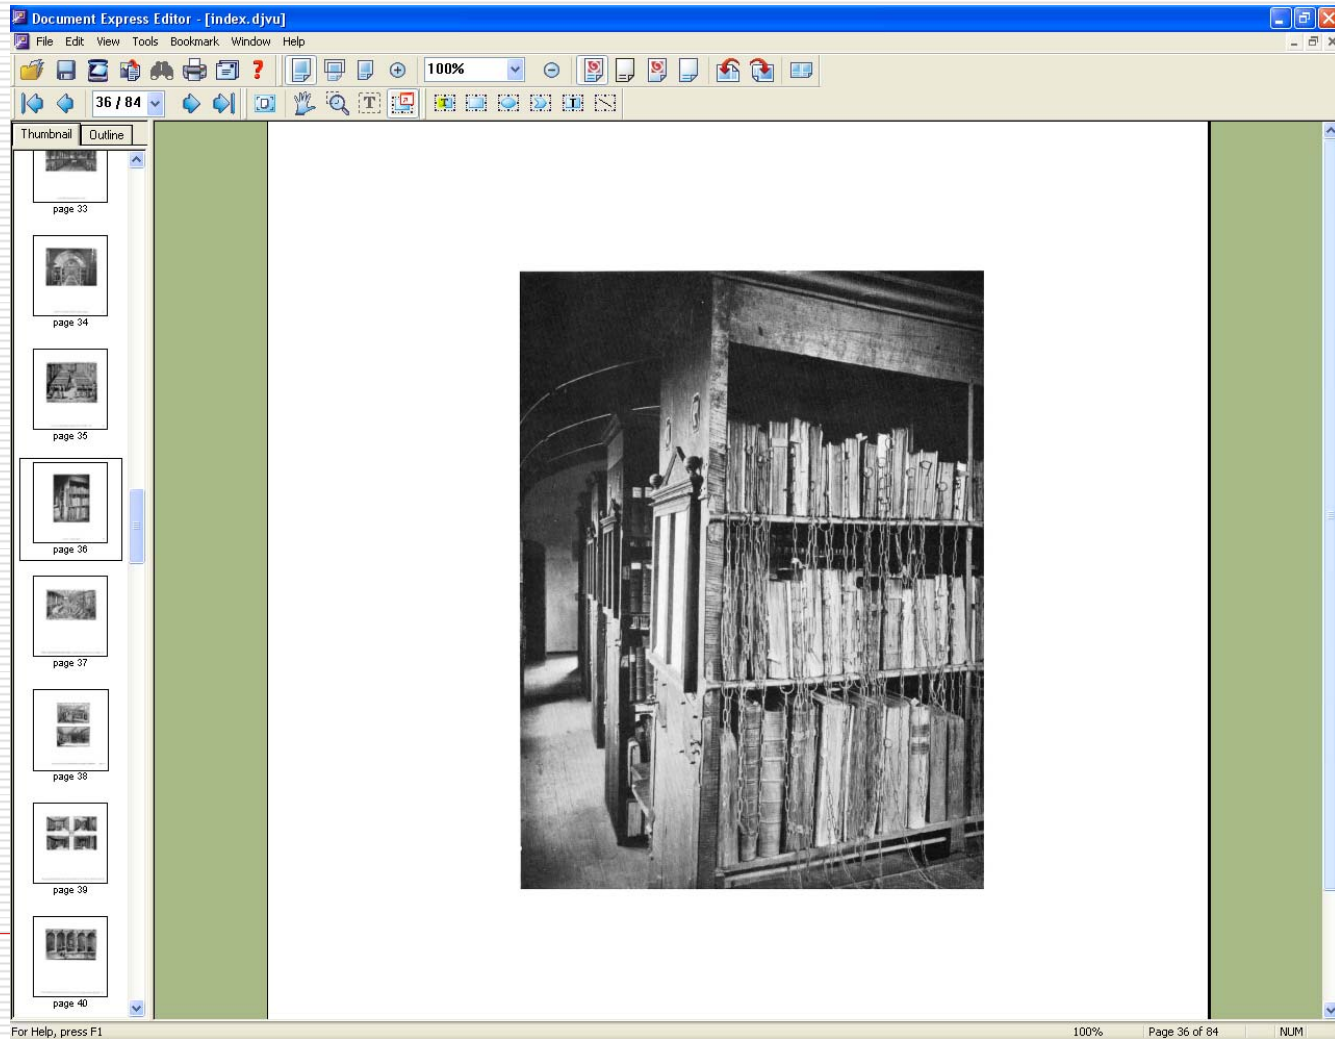 Document Express Editor - [index.djvu]
File Edit View Tools Bookmark Window Help
100%
36 / 84
Thumbnail Outline
page 33
page 34
page 35
page 36
page 37
page 38
page 39
page 40
For Help, press F1
100% Page 36 of 84 NUM